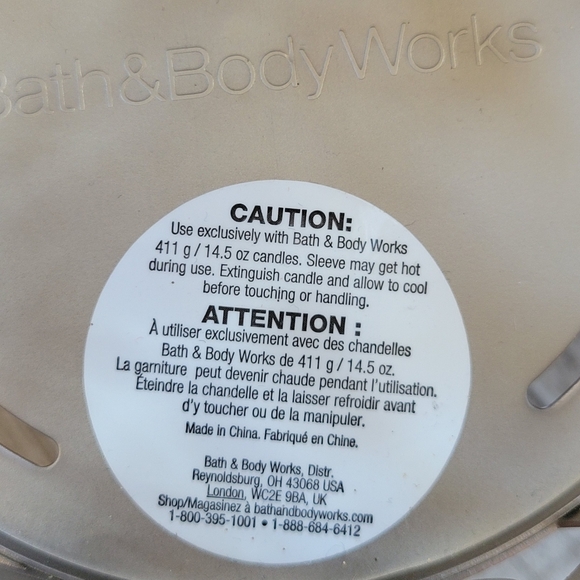 Bath & Body Works
CAUTION:
Use exclusively with Bath & Body Works
411 g / 14.5 oz candles. Sleeve may get hot
during use. Extinguish candle and allow to cool
before touching or handling.
ATTENTION :
À utiliser exclusivement avec des chandelles
Bath & Body Works de 411 g / 14.5 oz.
La garniture peut devenir chaude pendant l'utilisation.
Éteindre la chandelle et la laisser refroidir avant
d'y toucher ou de la manipuler.
Made in China. Fabriqué en Chine.
Bath & Body Works, Distr.
Reynoldsburg, OH 43068 USA
London, WC2E 9BA, UK
Shop/Magasinez à bathandbodyworks.com
1-800-395-1001 • 1-888-684-6412